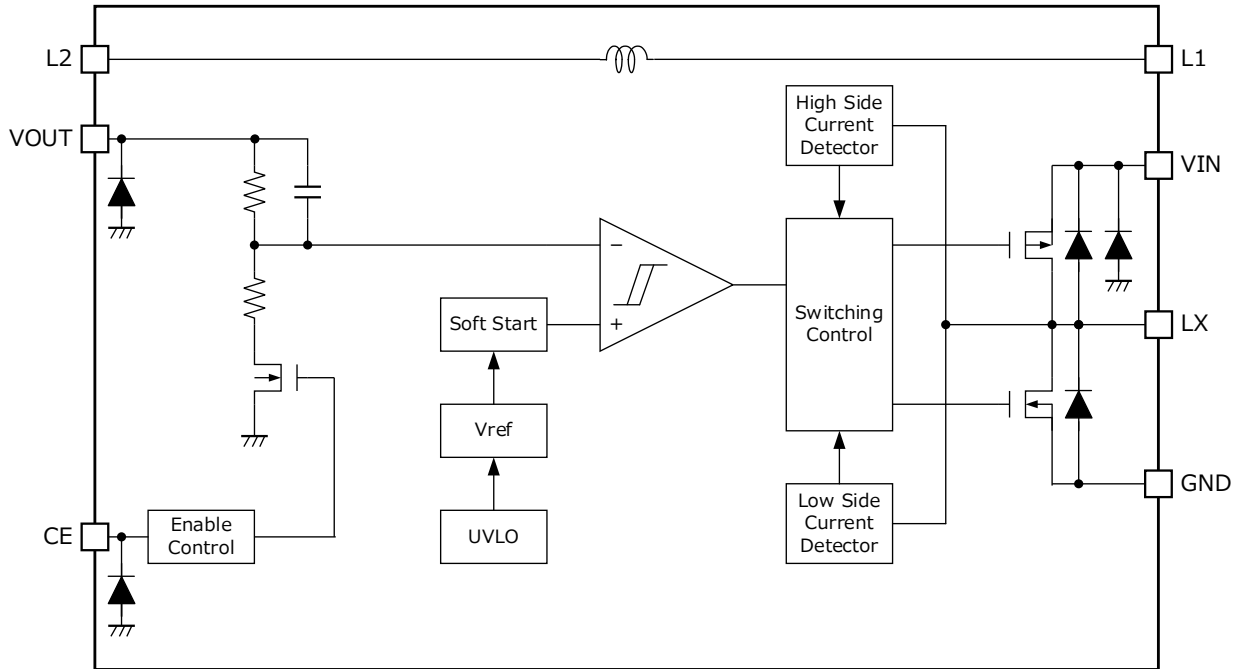 L2
L1
VOUT
High Side
Current
Detector
VIN
−
Soft Start
+
Switching
Control
LX
Vref
GND
CE
Enable
Control
UVLO
Low Side
Current
Detector